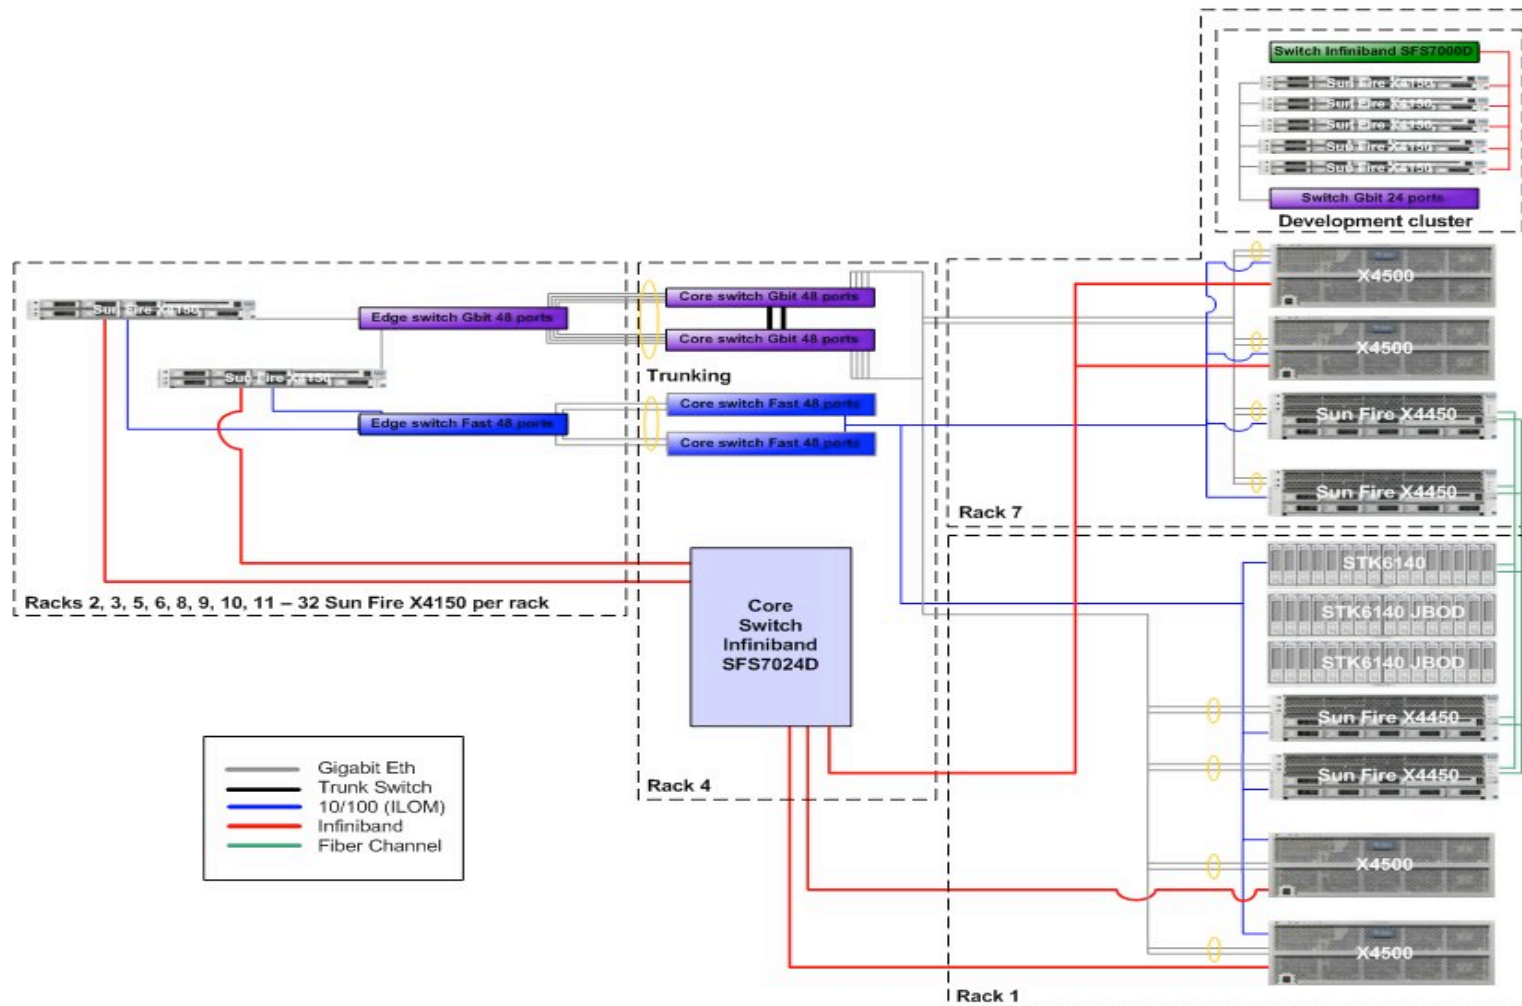 Switch Infiniband SFS7000D
Sun Fire X4150,
Sun Fire X4150,
Sun Fire X4150,
Sun Fire X4150
Sun Fire X4150
Switch Gbit 24 ports
Development cluster
X4500
X4500
Sun Fire X4450
Sun Fire X4450
Rack 7
Sun Fire X4150,
Edge switch Gbit 48 ports
Sun Fire X4150
Edge switch Fast 48 ports
Racks 2, 3, 5, 6, 8, 9, 10, 11 – 32 Sun Fire X4150 per rack
Core switch Gbit 48 ports
Core switch Gbit 48 ports
Trunking
Core switch Fast 48 ports
Core switch Fast 48 ports
Core
Switch
Infiniband
SFS7024D
Rack 4
STK6140
STK6140 JBOD
STK6140 JBOD
Sun Fire X4450
Sun Fire X4450
X4500
X4500
Rack 1
Gigabit Eth
Trunk Switch
10/100 (ILOM)
Infiniband
Fiber Channel